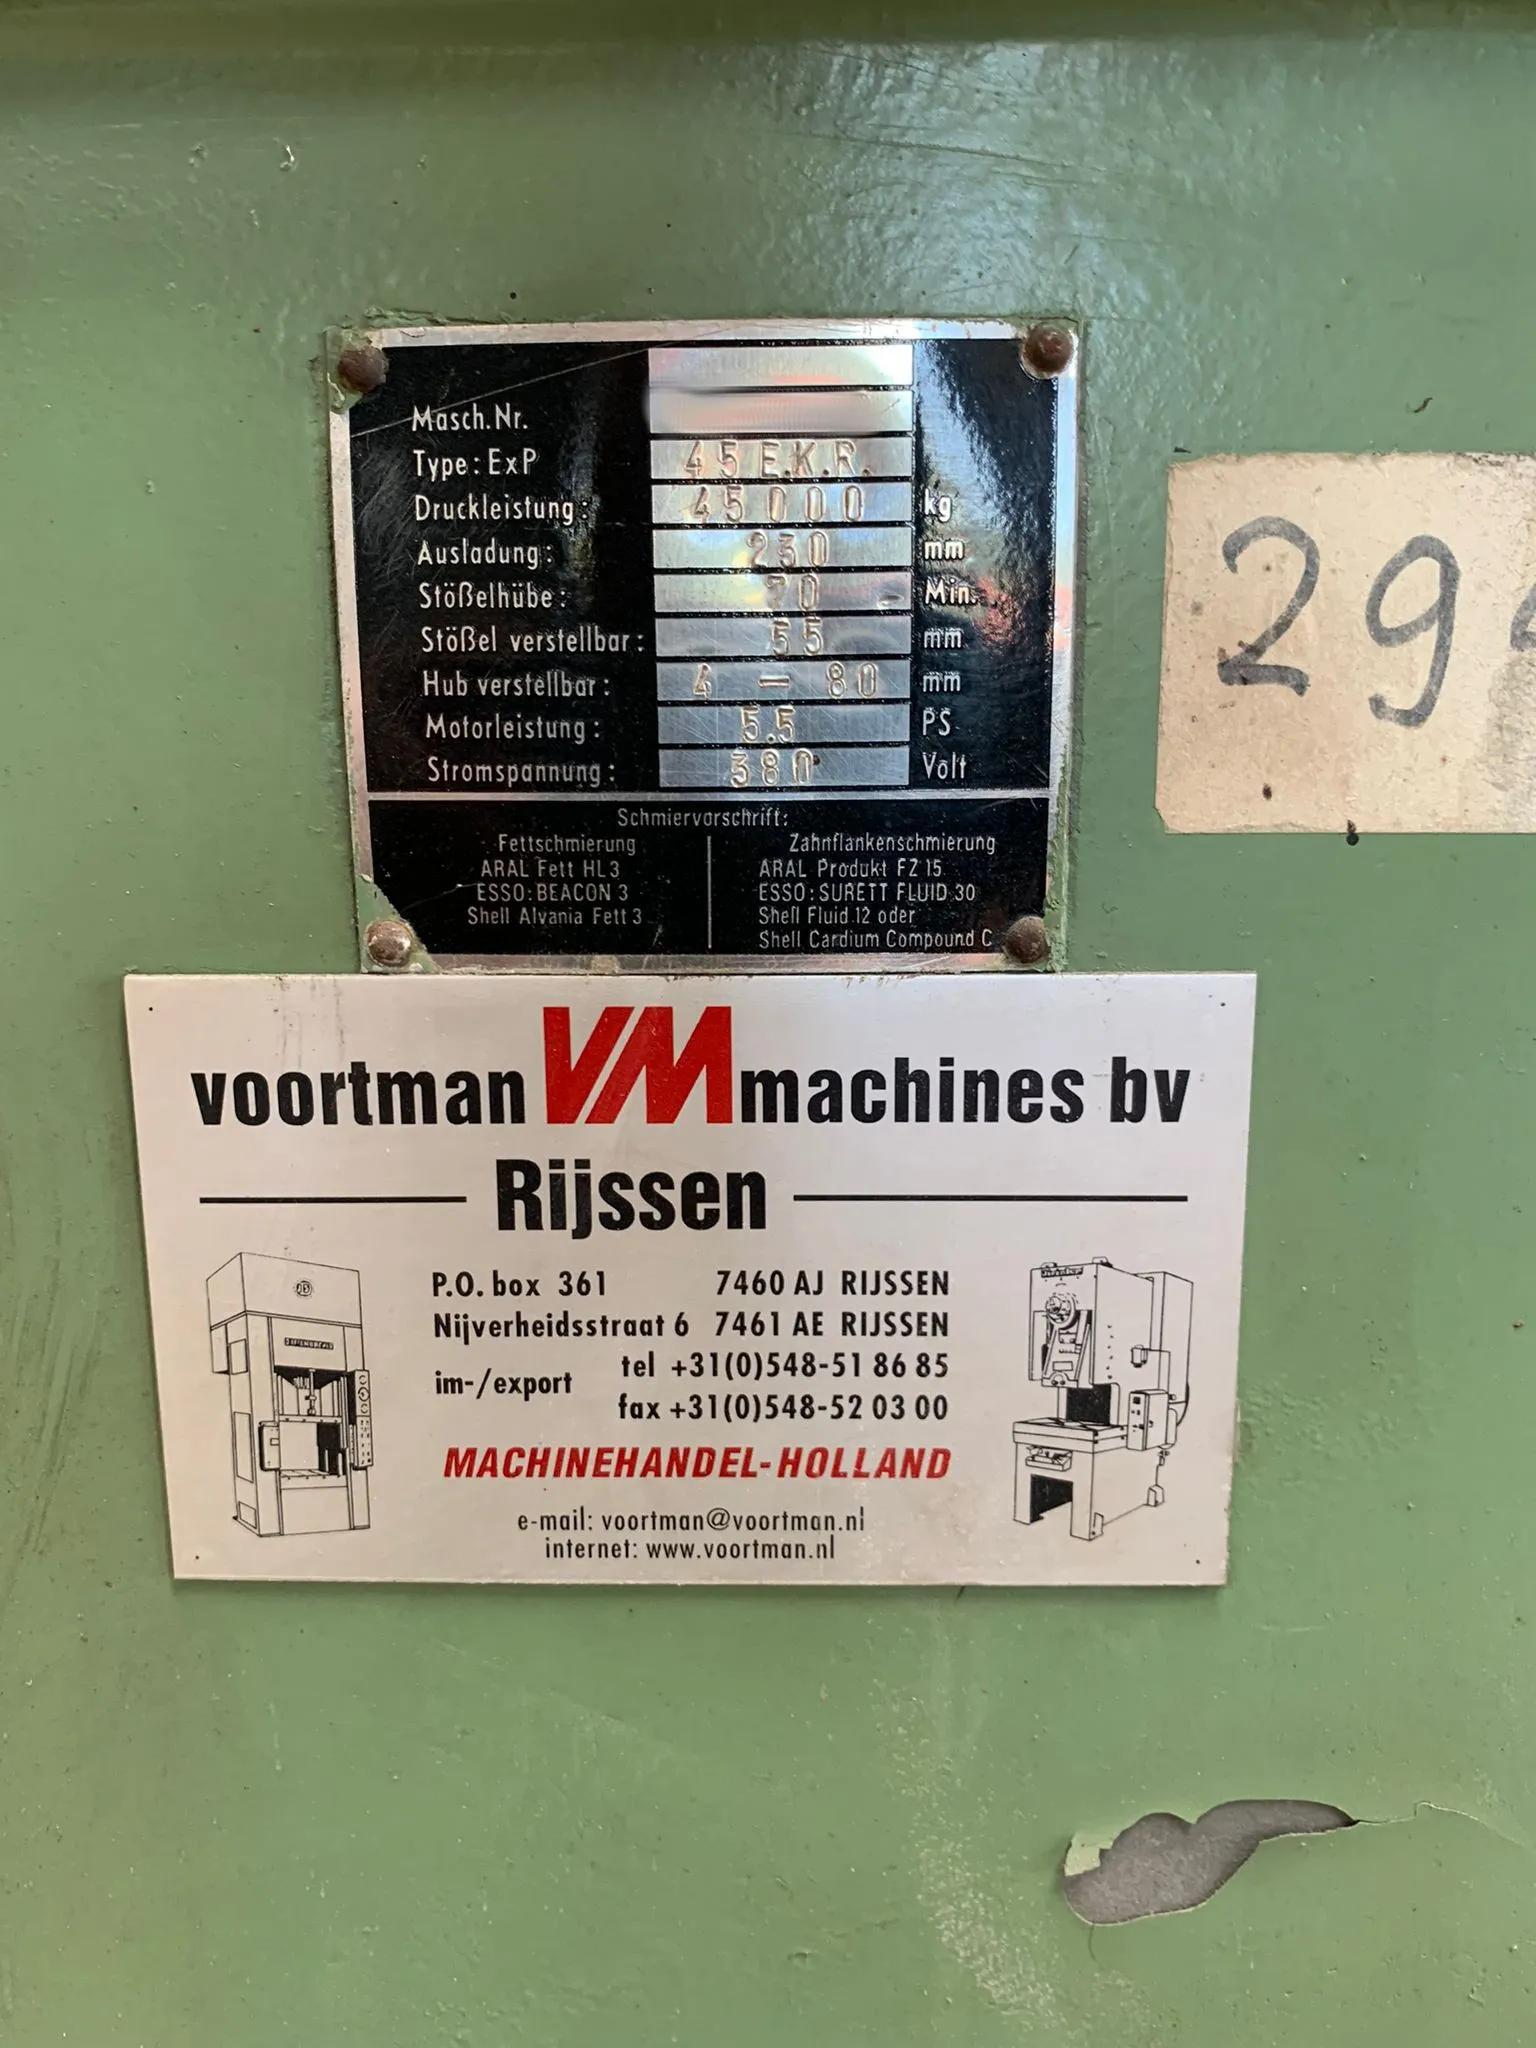 Masch.Nr.
Type: ExP 45 E.K.R.
Druckleistung: 45000 kg
Ausladung: 230 mm
Stößelhübe: 70 Min.
Stößel verstellbar: 55 mm
Hub verstellbar: 4 – 80 mm
Motorleistung: 5.5 PS
Stromspannung: 380 Volt
Schmiervorschrift:
Fettschmierung
ARAL Fett HL3
ESSO: BEACON 3
Shell Alvania Fett 3
Zahnflankenschmierung
ARAL Produkt FZ 15
ESSO: SURETT FLUID 30
Shell Fluid 12 oder
Shell Cardium Compound C
29
voortman VM machines bv
Rijssen
P.O. box 361 7460 AJ RIJSSEN
Nijverheidsstraat 6 7461 AE RIJSSEN
im-/export
tel +31(0)548-51 86 85
fax +31(0)548-52 03 00
MACHINEHANDEL-HOLLAND
e-mail: voortman@voortman.nl
internet: www.voortman.nl